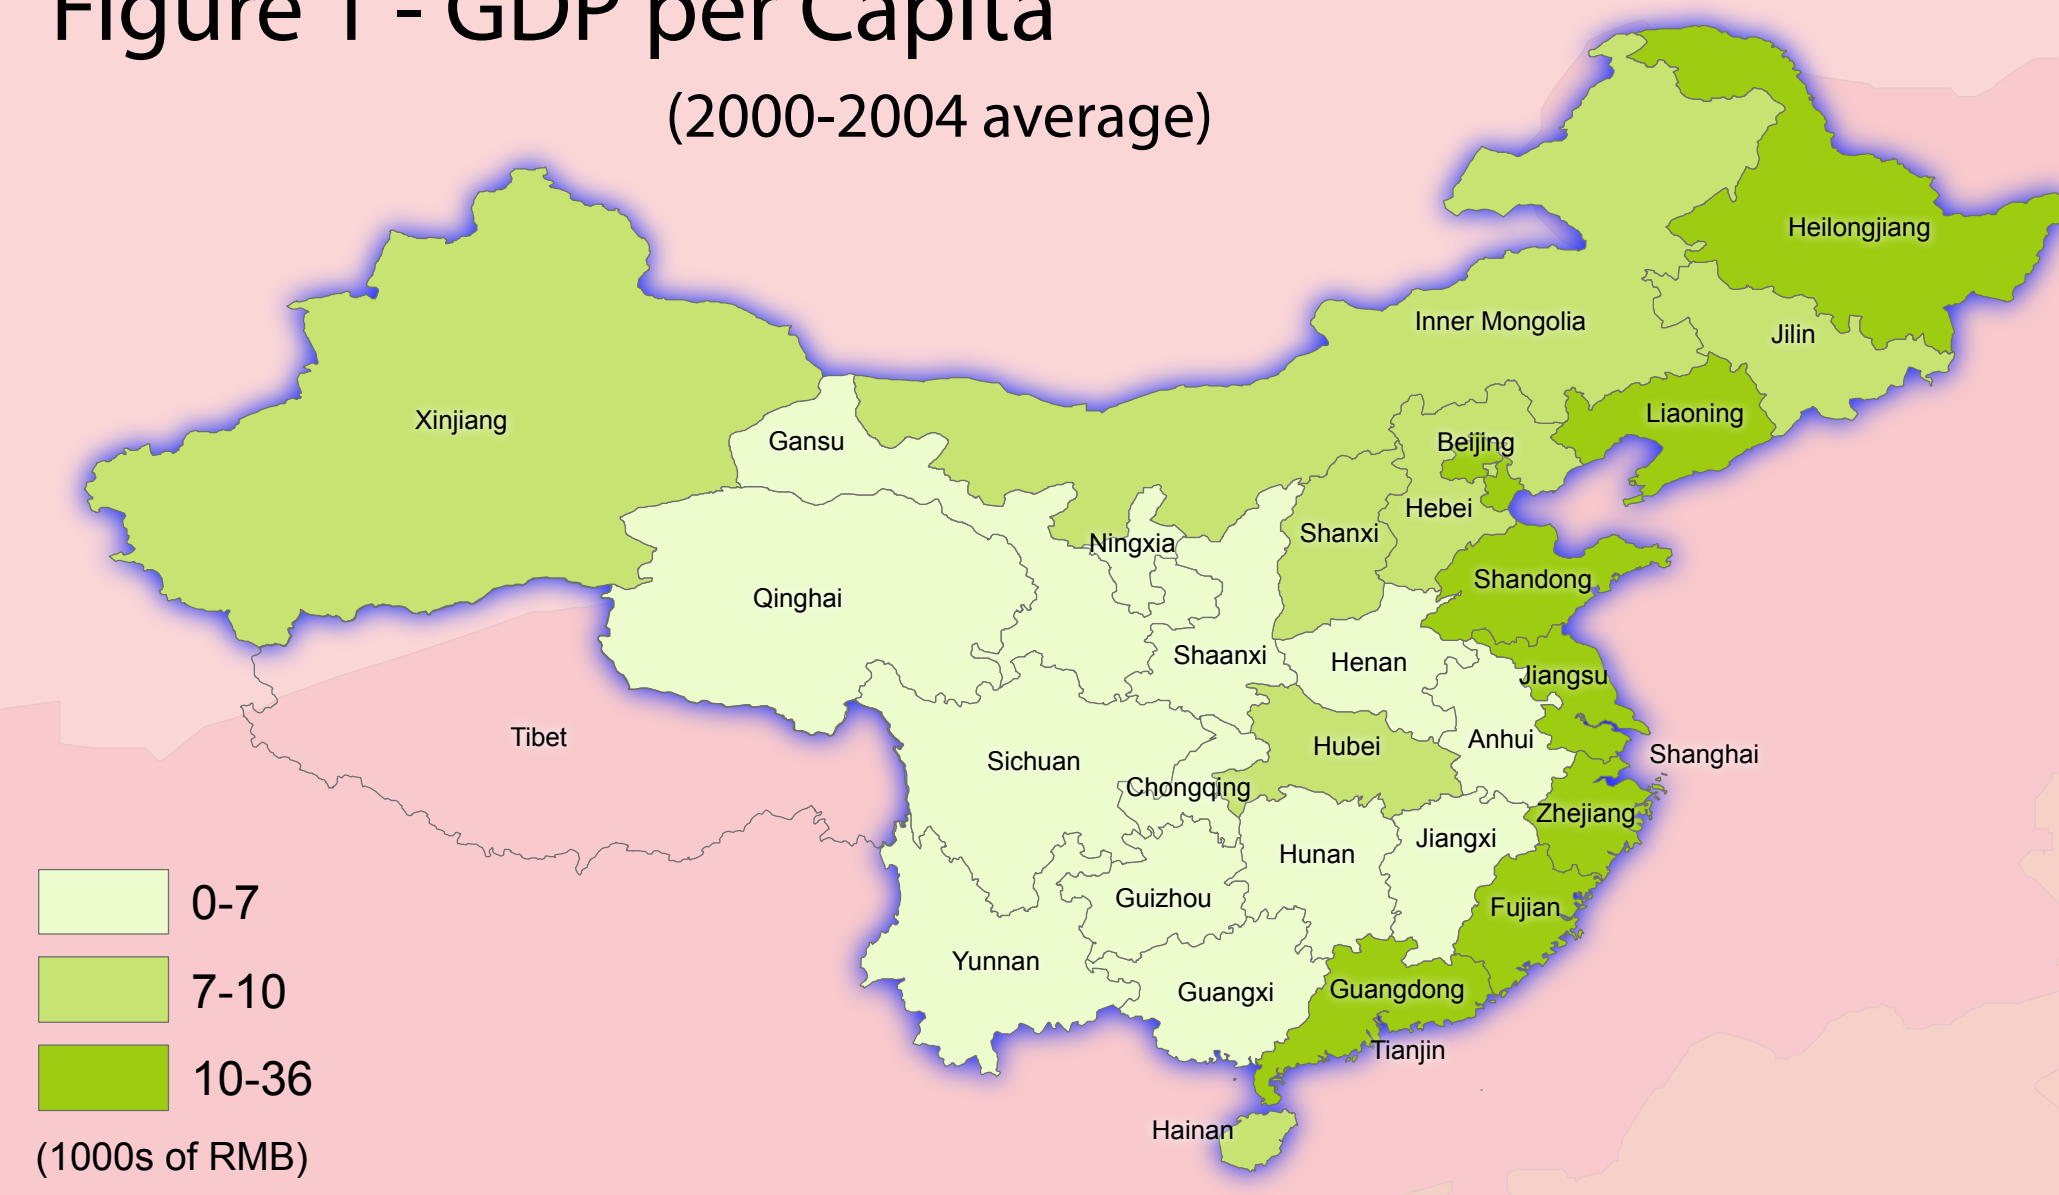 Figure 1 - GDP per Capita
(2000-2004 average)
Heilongjiang
Inner Mongolia
Jilin
Xinjiang
Liaoning
Gansu
Beijing
Hebei
Shanxi
Ningxia
Shandong
Qinghai
Shaanxi
Henan
Jiangsu
Tibet
Sichuan
Hubei
Anhui
Shanghai
Chongqing
Zhejiang
Jiangxi
Hunan
Guizhou
Fujian
Yunnan
Guangxi
Guangdong
Tianjin
Hainan
0-7
7-10
10-36
(1000s of RMB)